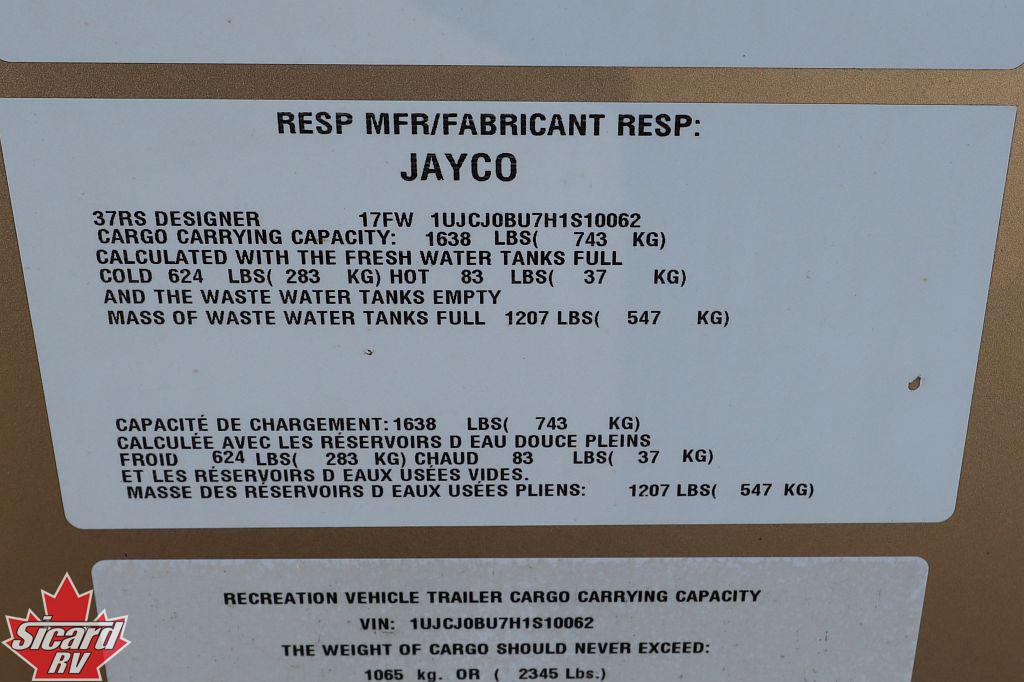 RESP MFR/FABRICANT RESP:
JAYCO
37RS DESIGNER 17FW 1UJCJ0BU7H1S10062
CARGO CARRYING CAPACITY: 1638 LBS( 743 KG)
CALCULATED WITH THE FRESH WATER TANKS FULL
COLD 624 LBS( 283 KG) HOT 83 LBS( 37 KG)
AND THE WASTE WATER TANKS EMPTY
MASS OF WASTE WATER TANKS FULL 1207 LBS( 547 KG)
CAPACITÉ DE CHARGEMENT: 1638 LBS( 743 KG)
CALCULÉE AVEC LES RÉSERVOIRS D EAU DOUCE PLEINS
FROID 624 LBS( 283 KG) CHAUD 83 LBS( 37 KG)
ET LES RÉSERVOIRS D EAUX USÉES VIDES.
MASSE DES RÉSERVOIRS D EAUX USÉES PLIENS: 1207 LBS( 547 KG)
RECREATION VEHICLE TRAILER CARGO CARRYING CAPACITY
VIN: 1UJCJ0BU7H1S10062
THE WEIGHT OF CARGO SHOULD NEVER EXCEED:
1065 kg. OR ( 2345 Lbs.)
Sicard
RV